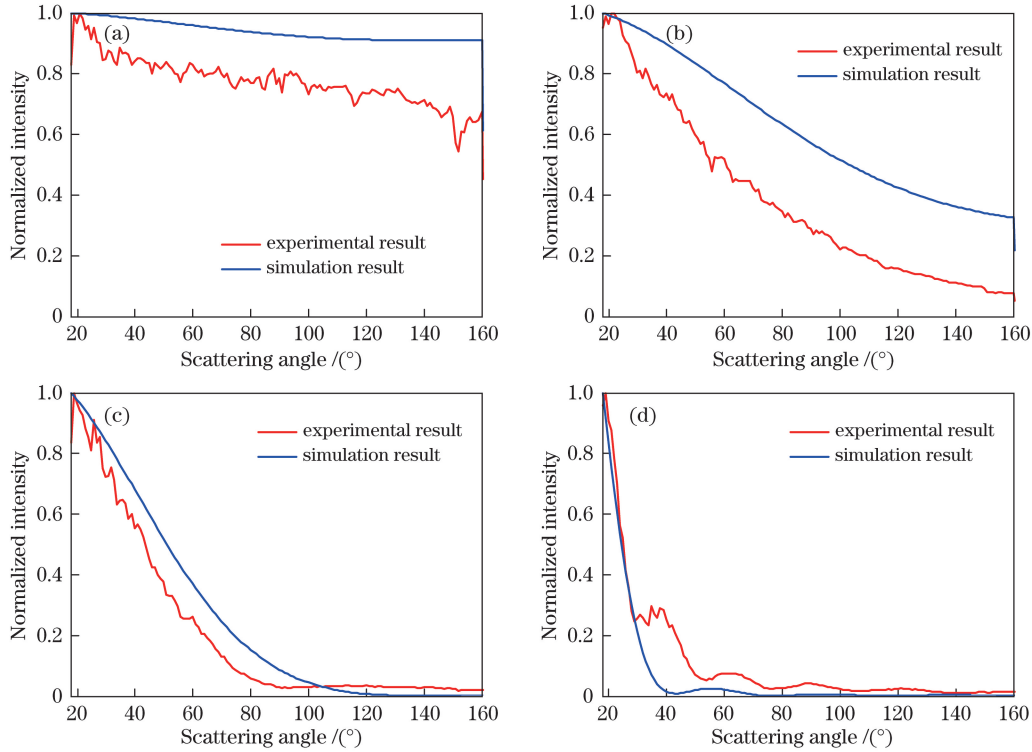 (a)
1.0
0.8
0.6
0.4
0.2
0
Normalized intensity
experimental result
simulation result
20 40 60 80 100 120 140 160
Scattering angle /(°)
(b)
1.0
0.8
0.6
0.4
0.2
0
Normalized intensity
experimental result
simulation result
20 40 60 80 100 120 140 160
Scattering angle /(°)
(c)
1.0
0.8
0.6
0.4
0.2
0
Normalized intensity
experimental result
simulation result
20 40 60 80 100 120 140 160
Scattering angle /(°)
(d)
1.0
0.8
0.6
0.4
0.2
0
Normalized intensity
experimental result
simulation result
20 40 60 80 100 120 140 160
Scattering angle /(°)